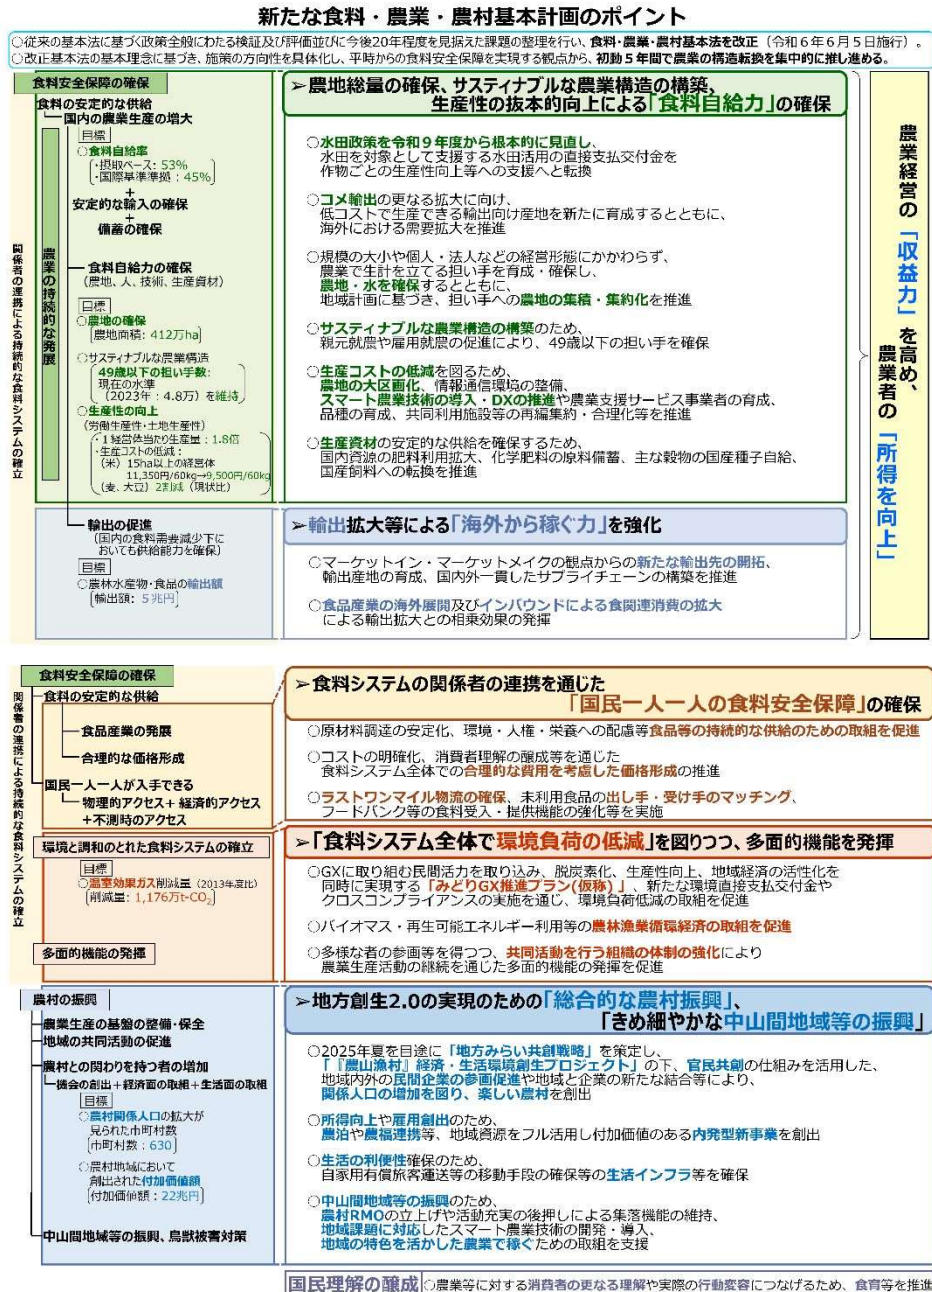 新たな食料・農業・農村基本計画のポイント
○従来の基本法に基づく政策全般にわたる検証及び評価並びに今後20年程度を見据えた課題の整理を行い、食料・農業・農村基本法を改正（令和６年６月５日施行）。
○改正基本法の基本理念に基づき、施策の方向性を具体化し、平時からの食料安全保障を実現する観点から、初動５年間で農業の構造転換を集中的に推し進める。
関係者の連携による持続的な食料システムの確立
食料安全保障の確保
食料の安定的な供給
国内の農業生産の増大
目標
○食料自給率
・摂取ベース：53%
・国際基準準拠：45%
+
安定的な輸入の確保
+
備蓄の確保
農業の持続的な発展
食料自給力の確保
（農地、人、技術、生産資材）
目標
○農地の確保
[農地面積：412万ha]
○サスティナブルな農業構造
49歳以下の担い手数：
現在の水準
（2023年：4.8万）を維持
○生産性の向上
（労働生産性・土地生産性）
・１経営体当たり生産量：1.8倍
・生産コストの低減：
（米）15ha以上の経営体
11,350円/60kg→9,500円/60kg
（麦、大豆）2割減（現状比）
輸出の促進
（国内の食料需要減少下に
おいても供給能力を確保）
目標
○農林水産物・食品の輸出額
[輸出額：５兆円]
➢農地総量の確保、サスティナブルな農業構造の構築、
生産性の抜本的向上による「食料自給力」の確保
○水田政策を令和９年度から根本的に見直し、
水田を対象として支援する水田活用の直接支払交付金を
作物ごとの生産性向上等への支援へと転換
○コメ輸出の更なる拡大に向け、
低コストで生産できる輸出向け産地を新たに育成するとともに、
海外における需要拡大を推進
○規模の大小や個人・法人などの経営形態にかかわらず、
農業で生計を立てる担い手を育成・確保し、
農地・水を確保するとともに、
地域計画に基づき、担い手への農地の集積・集約化を推進
○サスティナブルな農業構造の構築のため、
親元就農や雇用就農の促進により、49歳以下の担い手を確保
○生産コストの低減を図るため、
農地の大区画化、情報通信環境の整備、
スマート農業技術の導入・DXの推進や農業支援サービス事業者の育成、
品種の育成、共同利用施設等の再編集約・合理化等を推進
○生産資材の安定的な供給を確保するため、
国内資源の肥料利用拡大、化学肥料の原料備蓄、主な穀物の国産種子自給、
国産飼料への転換を推進
➢輸出拡大等による「海外から稼ぐ力」を強化
○マーケットイン・マーケットメイクの観点からの新たな輸出先の開拓、
輸出産地の育成、国内外一貫したサプライチェーンの構築を推進
○食品産業の海外展開及びインバウンドによる食関連消費の拡大
による輸出拡大との相乗効果の発揮
農業経営の「収益力」を高め、
農業者の「所得を向上」
関係者の連携による持続的な食料システムの確立
食料安全保障の確保
食料の安定的な供給
食品産業の発展
合理的な価格形成
国民一人一人が入手できる
物理的アクセス＋経済的アクセス
＋不測時のアクセス
環境と調和のとれた食料システムの確立
目標
○温室効果ガス削減量（2013年度比）
[削減量：1,176万t-CO₂]
多面的機能の発揮
➢食料システムの関係者の連携を通じた
「国民一人一人の食料安全保障」の確保
○原材料調達の安定化、環境・人権・栄養への配慮等食品等の持続的な供給のための取組を促進
○コストの明確化、消費者理解の醸成等を通じた
食料システム全体での合理的な費用を考慮した価格形成の推進
○ラストワンマイル物流の確保、未利用食品の出し手・受け手のマッチング、
フードバンク等の食料受入・提供機能の強化等を実施
➢「食料システム全体で環境負荷の低減」を図りつつ、多面的機能を発揮
○GXに取り組む民間活力を取り込み、脱炭素化、生産性向上、地域経済の活性化を
同時に実現する「みどりGX推進プラン(仮称)」、新たな環境直接支払交付金や
クロスコンプライアンスの実施を通じ、環境負荷低減の取組を促進
○バイオマス・再生可能エネルギー利用等の農林漁業循環経済の取組を促進
○多様な者の参画等を得つつ、共同活動を行う組織の体制の強化により
農業生産活動の継続を通じた多面的機能の発揮を促進
農村の振興
農業生産の基盤の整備・保全
地域の共同活動の促進
農村との関わりを持つ者の増加
機会の創出＋経済面の取組＋生活面の取組
目標
○農村関係人口の拡大が
見られた市町村数
[市町村数：630]
○農村地域において
創出された付加価値額
[付加価値額：22兆円]
中山間地域等の振興、鳥獣被害対策
➢地方創生2.0の実現のための「総合的な農村振興」、
「きめ細やかな中山間地域等の振興」
○2025年夏を目途に「地方みらい共創戦略」を策定し、
「『農山漁村』経済・生活環境創生プロジェクト」の下、官民共創の仕組みを活用した、
地域内外の民間企業の参画促進や地域と企業の新たな結合等により、
関係人口の増加を図り、楽しい農村を創出
○所得向上や雇用創出のため、
農泊や農福連携等、地域資源をフル活用し付加価値のある内発型新事業を創出
○生活の利便性確保のため、
自家用有償旅客運送等の移動手段の確保等の生活インフラ等を確保
○中山間地域等の振興のため、
農村RMOの立上げや活動充実の後押しによる集落機能の維持、
地域課題に対応したスマート農業技術の開発・導入、
地域の特色を活かした農業で稼ぐための取組を支援
国民理解の醸成
○農業等に対する消費者の更なる理解や実際の行動変容につなげるため、食育等を推進